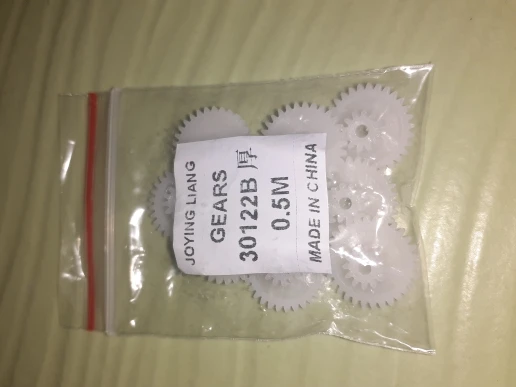 JOYING LIANG
GEARS
30122B 厚
0.5M
MADE IN CHINA